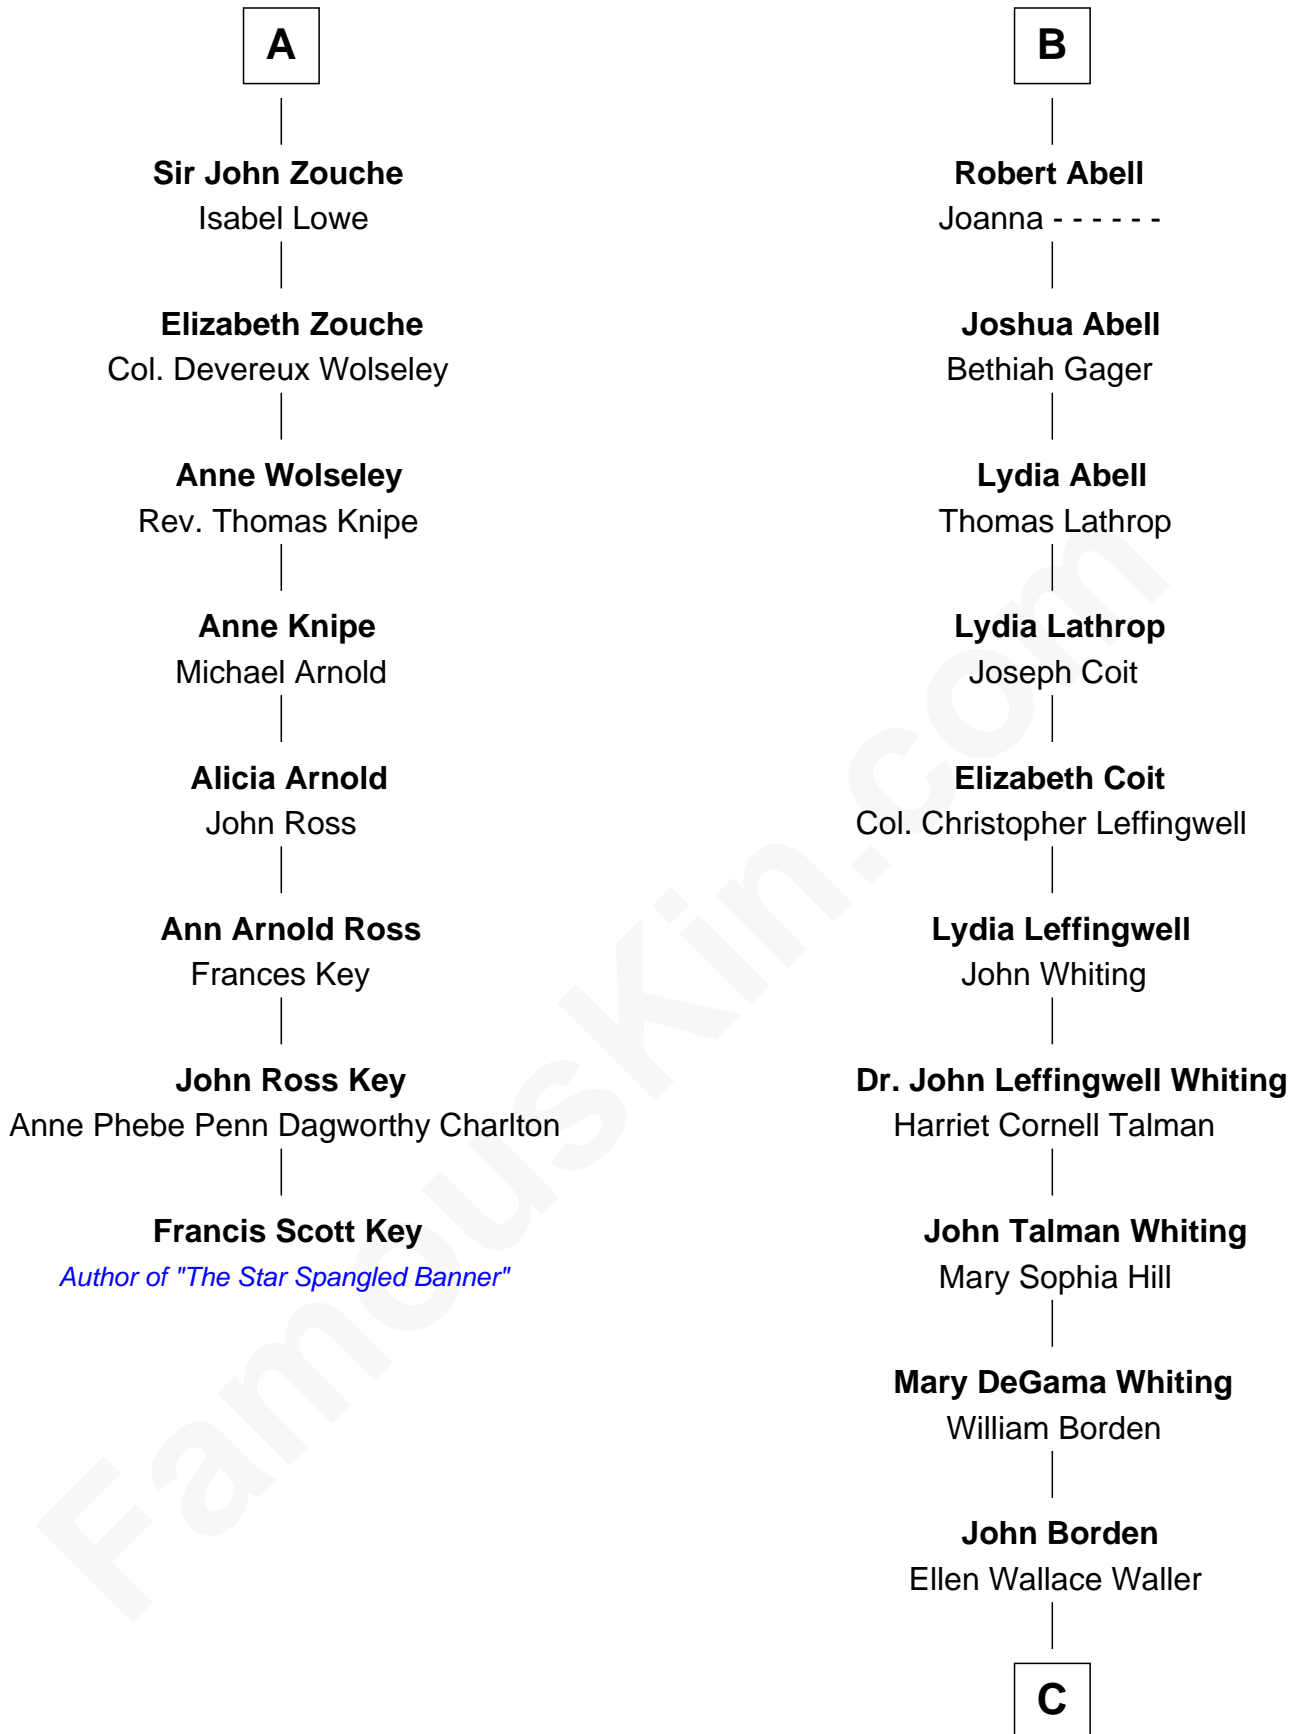 A
Sir John Zouche
Isabel Lowe
Elizabeth Zouche
Col. Devereux Wolseley
Anne Wolseley
Rev. Thomas Knipe
Anne Knipe
Michael Arnold
Alicia Arnold
John Ross
Ann Arnold Ross
Frances Key
John Ross Key
Anne Phebe Penn Dagworthy Charlton
Francis Scott Key
Author of "The Star Spangled Banner"
B
Robert Abell
Joanna - - - - - -
Joshua Abell
Bethiah Gager
Lydia Abell
Thomas Lathrop
Lydia Lathrop
Joseph Coit
Elizabeth Coit
Col. Christopher Leffingwell
Lydia Leffingwell
John Whiting
Dr. John Leffingwell Whiting
Harriet Cornell Talman
John Talman Whiting
Mary Sophia Hill
Mary DeGama Whiting
William Borden
John Borden
Ellen Wallace Waller
C
FamousKin.com